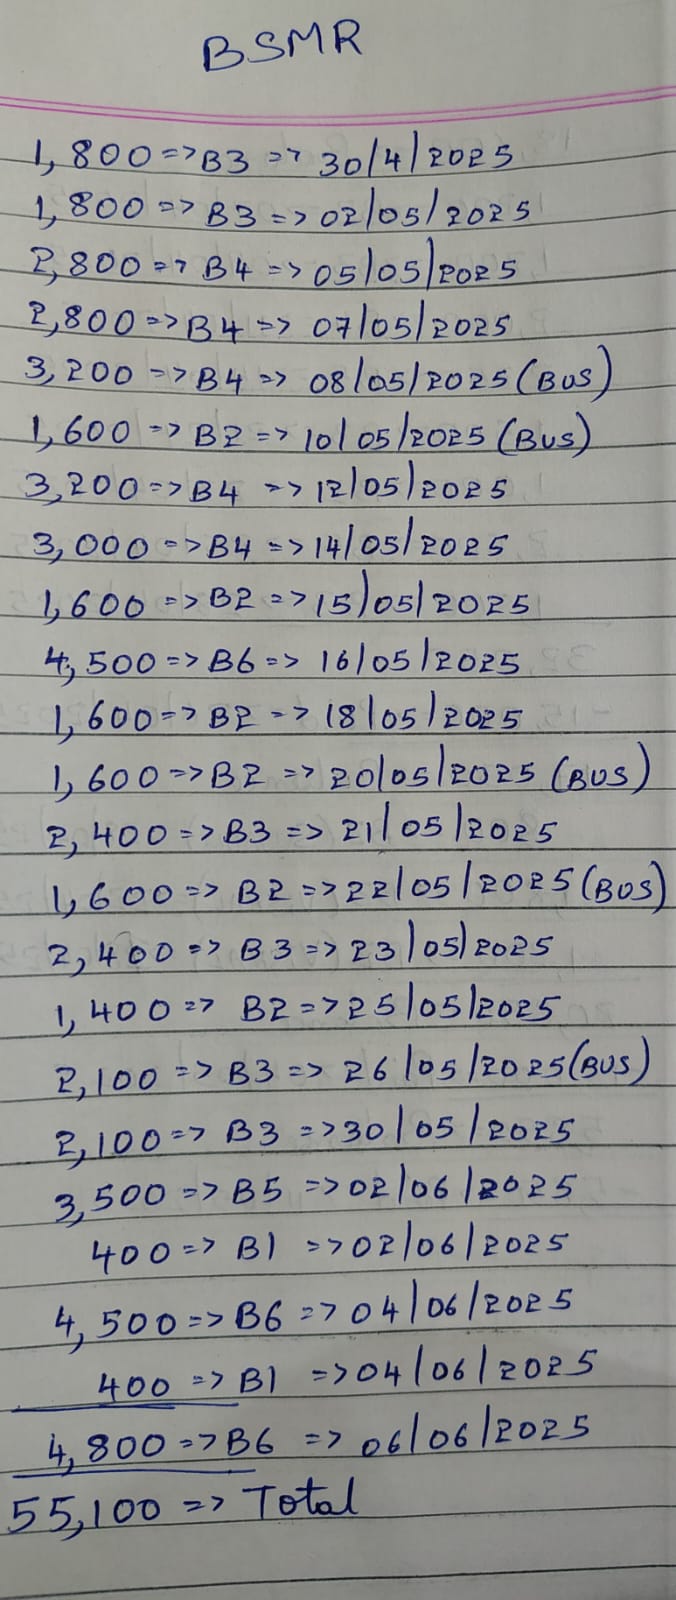 BSMR
1,800 => B3 => 30/4/2025
1,800 => B3 => 02/05/2025
2,800 => B4 => 05/05/2025
2,800 => B4 => 07/05/2025
3,200 => B4 => 08/05/2025 (BUS)
1,600 => B2 => 10/05/2025 (BUS)
3,200 => B4 => 12/05/2025
3,000 => B4 => 14/05/2025
1,600 => B2 => 15/05/2025
4,500 => B6 => 16/05/2025
1,600 => B2 => 18/05/2025
1,600 => B2 => 20/05/2025 (BUS)
2,400 => B3 => 21/05/2025
1,600 => B2 => 22/05/2025 (BUS)
2,400 => B3 => 23/05/2025
1,400 => B2 => 25/05/2025
2,100 => B3 => 26/05/2025 (BUS)
2,100 => B3 => 30/05/2025
3,500 => B5 => 02/06/2025
400 => B1 => 02/06/2025
4,500 => B6 => 04/06/2025
400 => B1 => 04/06/2025
4,800 => B6 => 06/06/2025
55,100 => Total